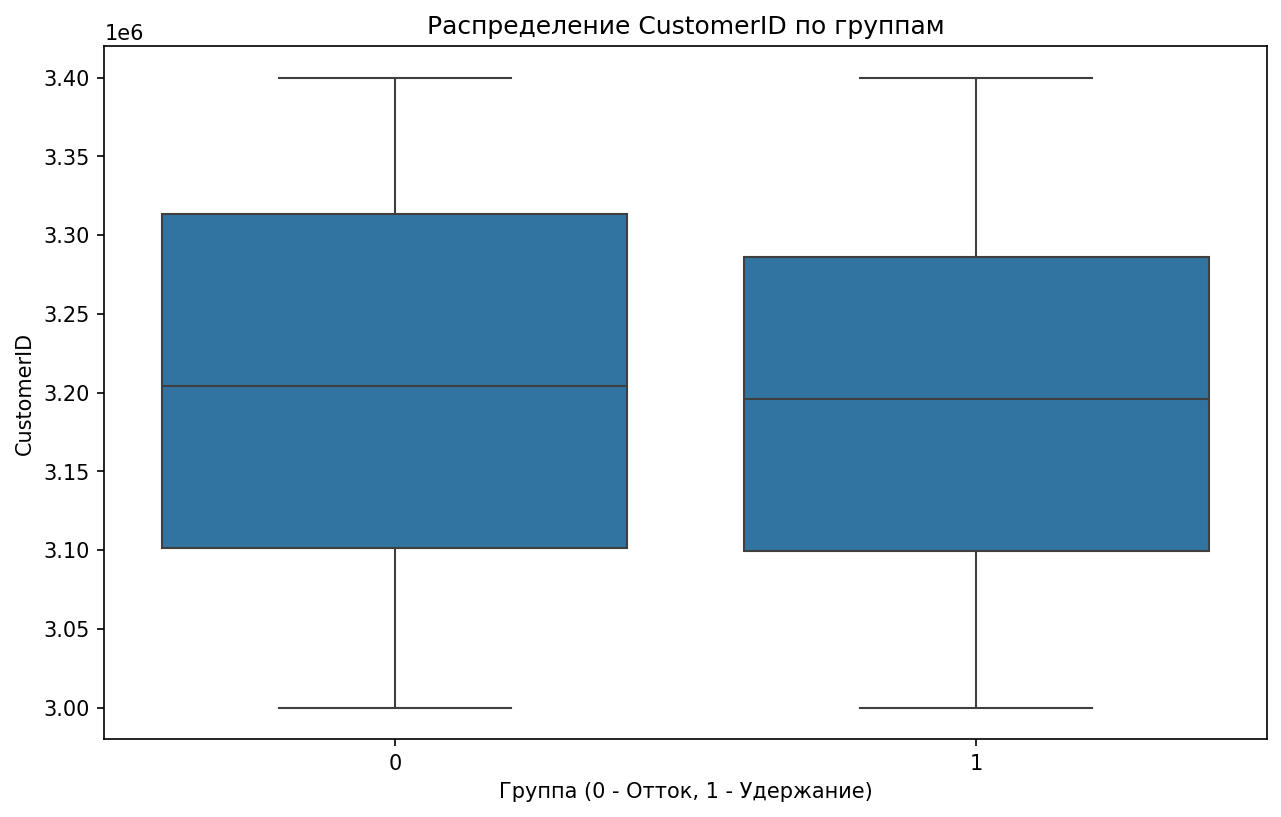 Распределение CustomerID по группам
1e6
3.40
3.35
3.30
3.25
3.20
3.15
3.10
3.05
3.00
CustomerID
0
1
Группа (0 - Отток, 1 - Удержание)